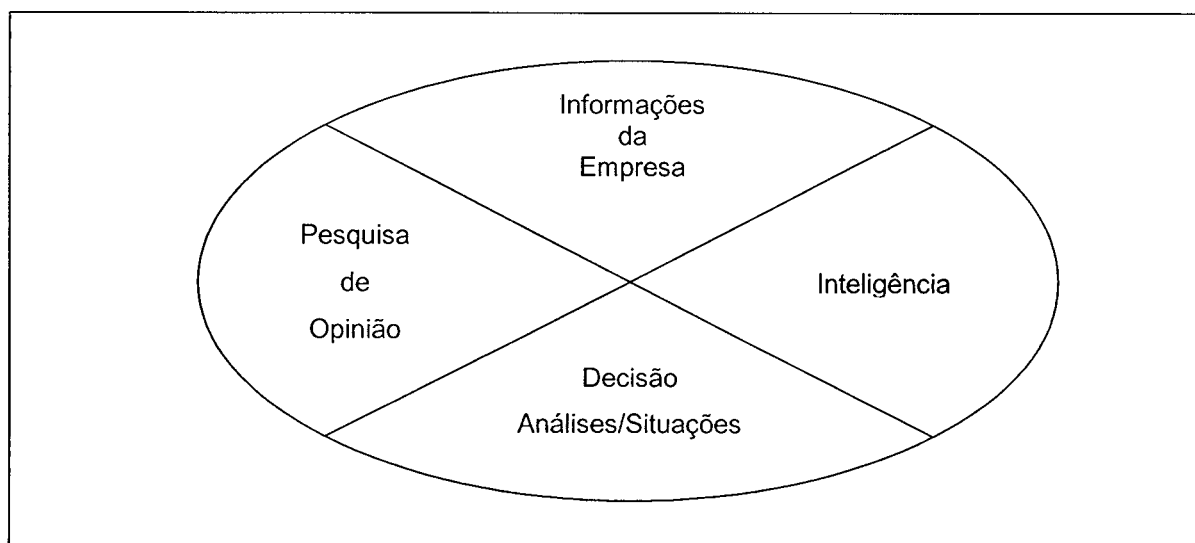 Informações
da
Empresa
Pesquisa
de
Opinião
Inteligência
Decisão
Análises/Situações